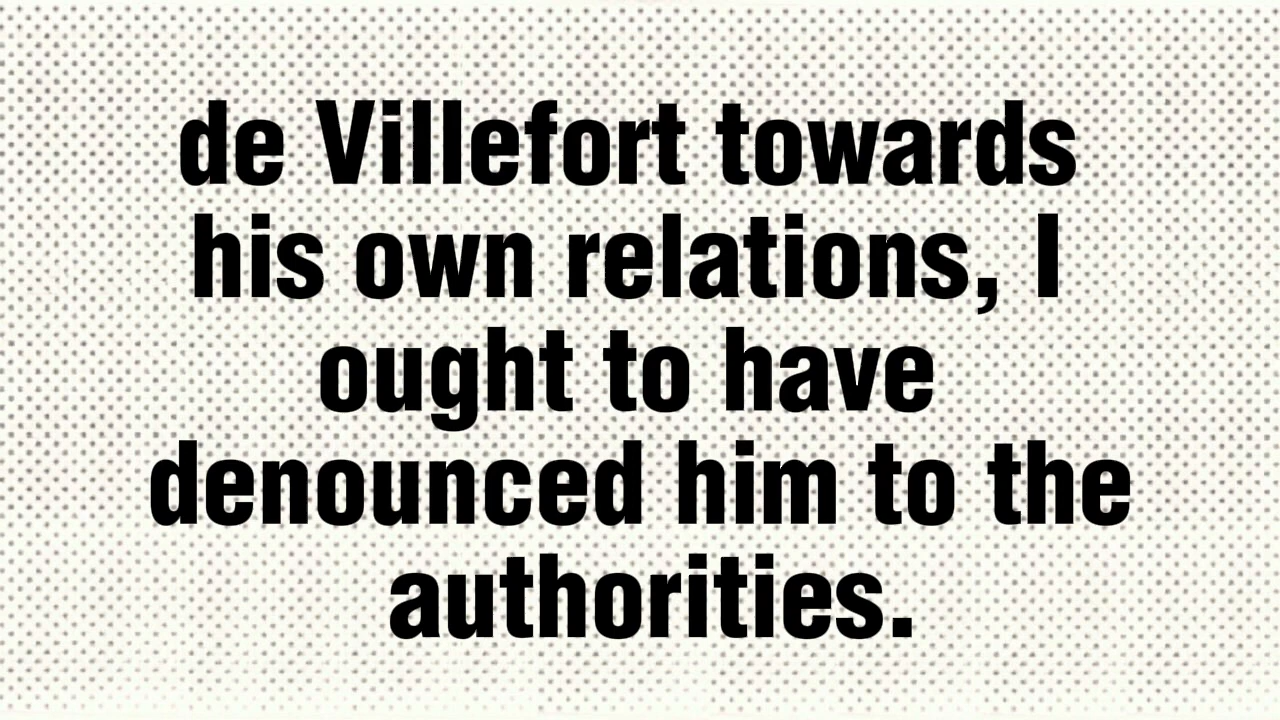 de Villefort towards
his own relations, I
ought to have
denounced him to the
authorities.